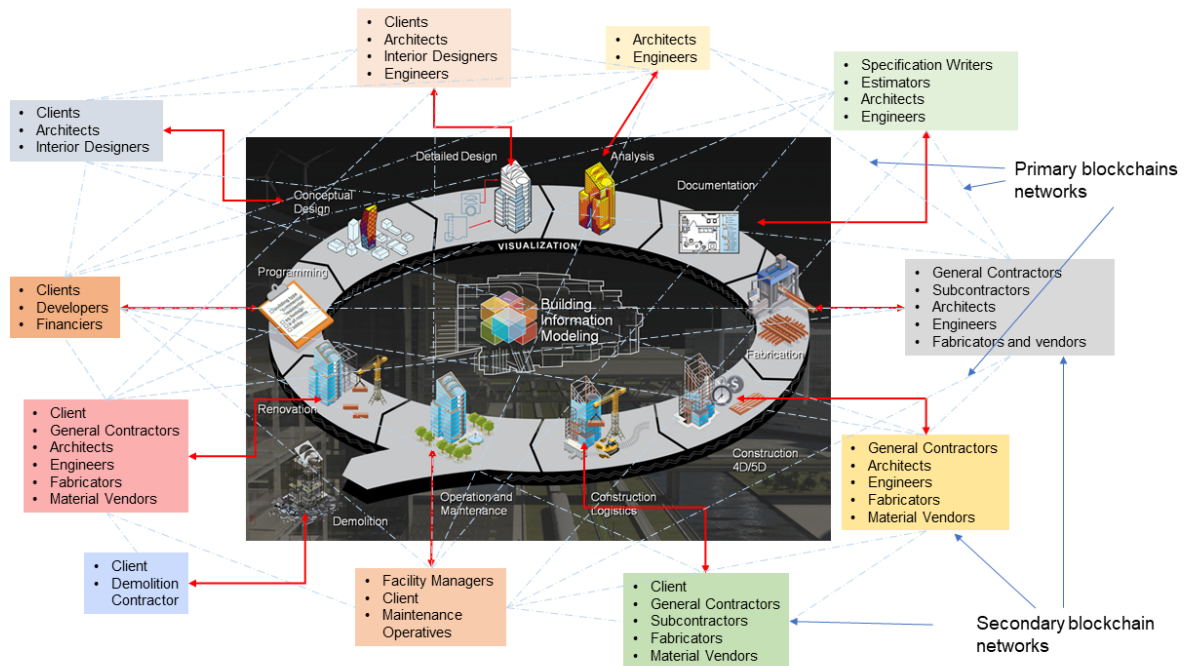 • Clients
• Architects
• Interior Designers
• Engineers
• Architects
• Engineers
• Specification Writers
• Estimators
• Architects
• Engineers
• Clients
• Architects
• Interior Designers
Primary blockchains
networks
Detailed Design
Analysis
Documentation
Conceptual
Design
VISUALIZATION
Programming
Building
Information
Modeling
Fabrication
Renovation
Construction
4D/5D
Operation and
Maintenance
Construction
Logistics
Demolition
$
• Clients
• Developers
• Financiers
• General Contractors
• Subcontractors
• Architects
• Engineers
• Fabricators and vendors
• Client
• General Contractors
• Architects
• Engineers
• Fabricators
• Material Vendors
• General Contractors
• Architects
• Engineers
• Fabricators
• Material Vendors
• Client
• Demolition
Contractor
• Facility Managers
• Client
• Maintenance
Operatives
• Client
• General Contractors
• Subcontractors
• Fabricators
• Material Vendors
Secondary blockchain
networks